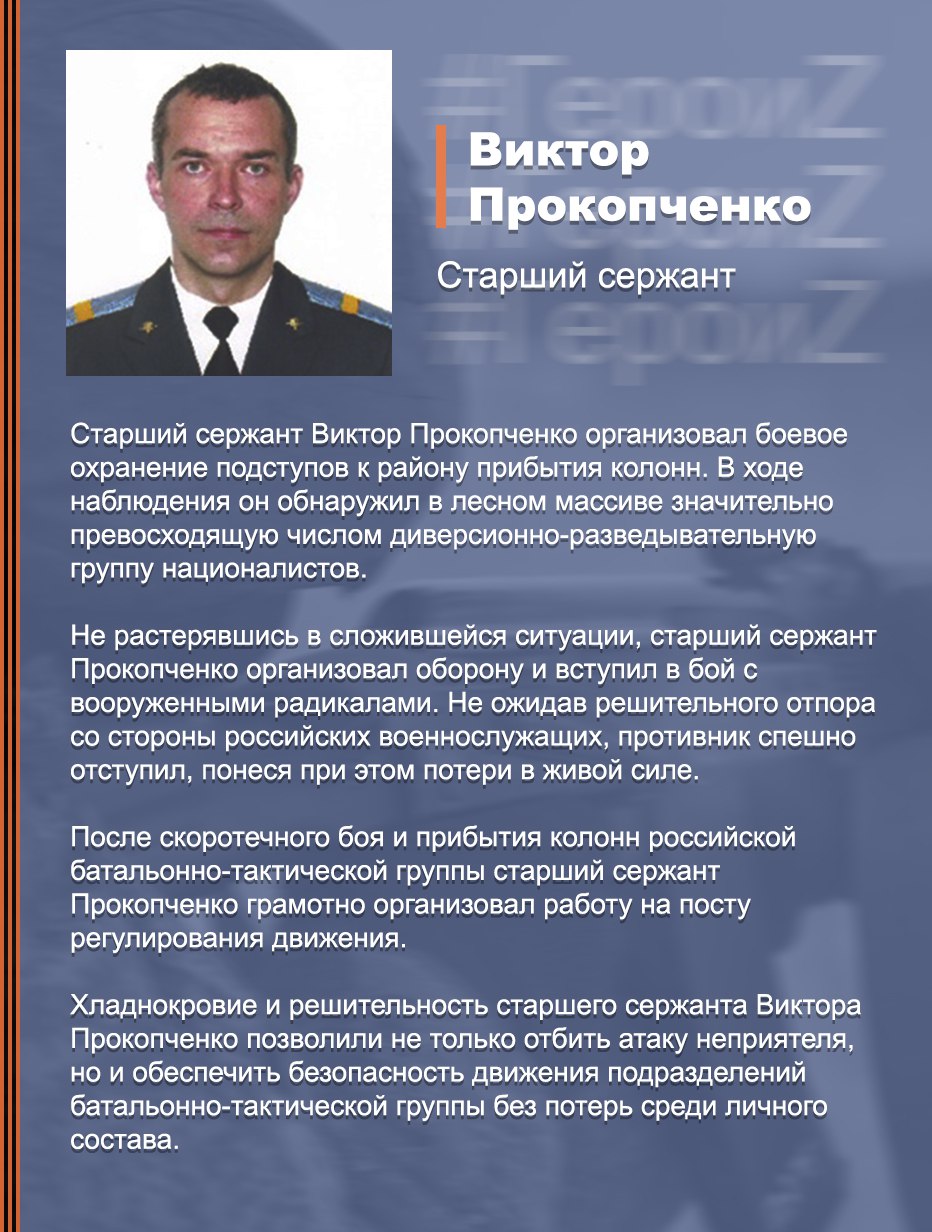 #ГероиZ
Виктор
#ГероиZ
Прокопченко
Старший сержант
#ГероиZ
Старший сержант Виктор Прокопченко организовал боевое
охранение подступов к району прибытия колонн. В ходе
наблюдения он обнаружил в лесном массиве значительно
превосходящую числом диверсионно-разведывательную
группу националистов.
Не растерявшись в сложившейся ситуации, старший сержант
Прокопченко организовал оборону и вступил в бой с
вооруженными радикалами. Не ожидав решительного отпора
со стороны российских военнослужащих, противник спешно
отступил, понеся при этом потери в живой силе.
После скоротечного боя и прибытия колонн российской
батальонно-тактической группы старший сержант
Прокопченко грамотно организовал работу на посту
регулирования движения.
Хладнокровие и решительность старшего сержанта Виктора
Прокопченко позволили не только отбить атаку неприятеля,
но и обеспечить безопасность движения подразделений
батальонно-тактической группы без потерь среди личного
состава.